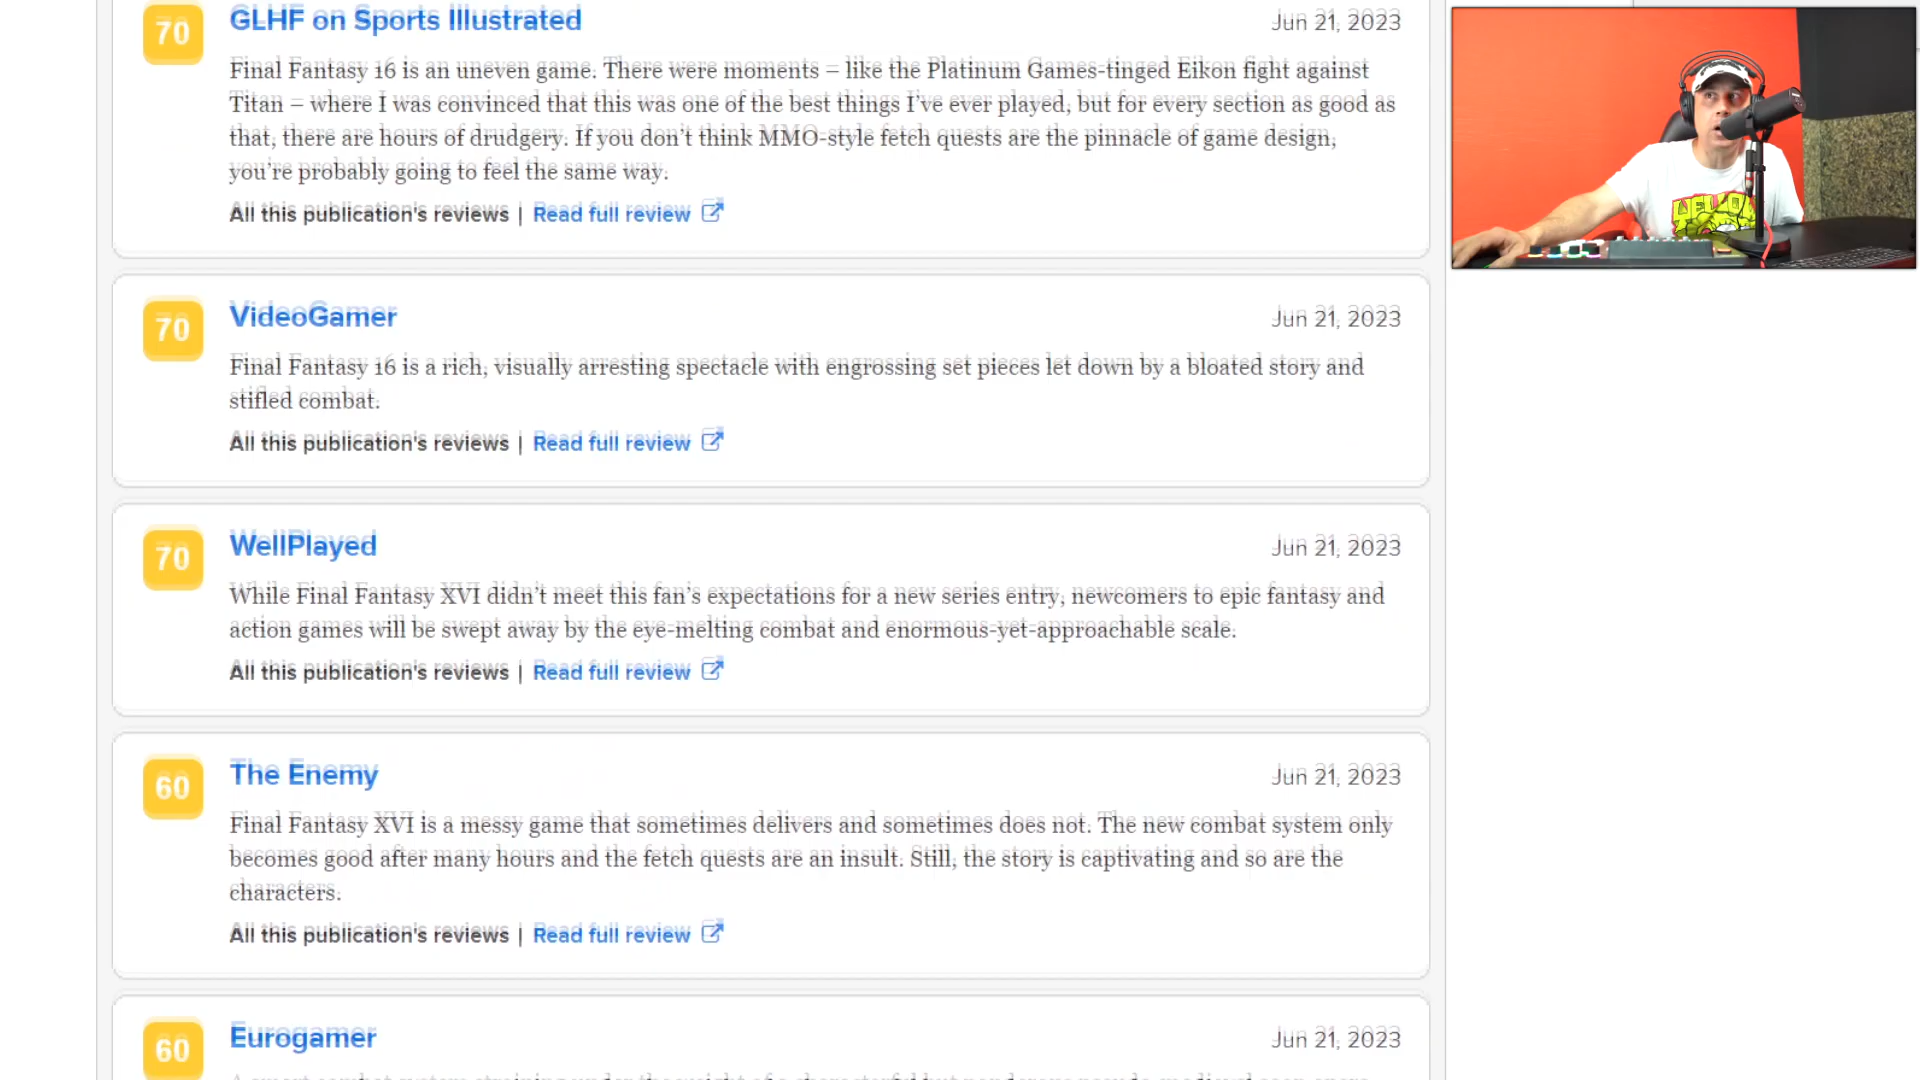 70
GLHF on Sports Illustrated
Jun 21, 2023
Final Fantasy 16 is an uneven game. There were moments – like the Platinum Games-tinged Eikon fight against
Titan – where I was convinced that this was one of the best things I've ever played, but for every section as good as
that, there are hours of drudgery. If you don't think MMO-style fetch quests are the pinnacle of game design,
you're probably going to feel the same way.
All this publication's reviews | Read full review
70
VideoGamer
Jun 21, 2023
Final Fantasy 16 is a rich, visually arresting spectacle with engrossing set pieces let down by a bloated story and
stifled combat.
All this publication's reviews | Read full review
70
WellPlayed
Jun 21, 2023
While Final Fantasy XVI didn't meet this fan's expectations for a new series entry, newcomers to epic fantasy and
action games will be swept away by the eye-melting combat and enormous-yet-approachable scale.
All this publication's reviews | Read full review
60
The Enemy
Jun 21, 2023
Final Fantasy XVI is a messy game that sometimes delivers and sometimes does not. The new combat system only
becomes good after many hours and the fetch quests are an insult. Still, the story is captivating and so are the
characters.
All this publication's reviews | Read full review
60
Eurogamer
Jun 21, 2023